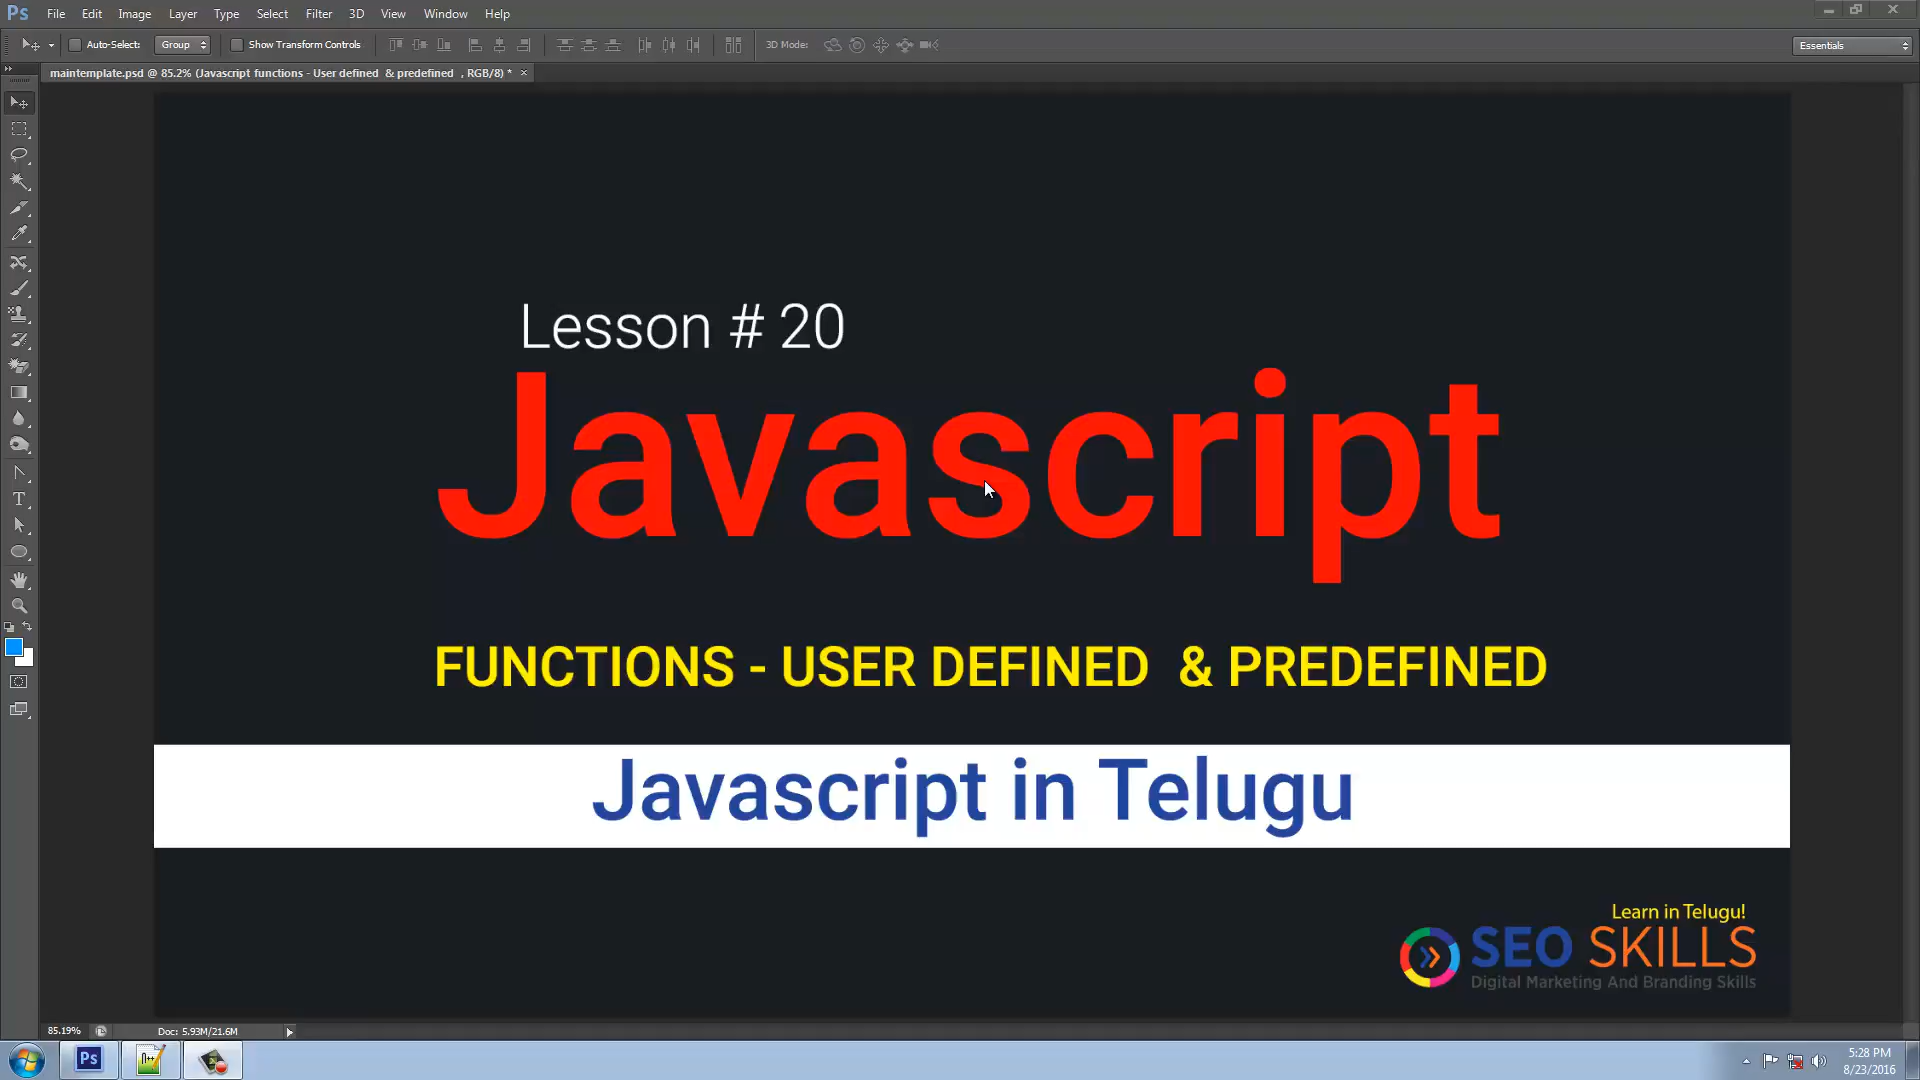 Ps File Edit Image Layer Type Select Filter 3D View Window Help
Auto-Select: Group Show Transform Controls 3D Mode: Essentials
maintemplate.psd @ 85.2% (Javascript functions - User defined  & predefined  , RGB/8) * ×
Lesson # 20
Javascript
FUNCTIONS - USER DEFINED  & PREDEFINED
Javascript in Telugu
Learn in Telugu!
SEO SKILLS
Digital Marketing And Branding Skills
85.19% Doc: 5.93M/21.6M
Ps
5:28 PM
8/23/2016